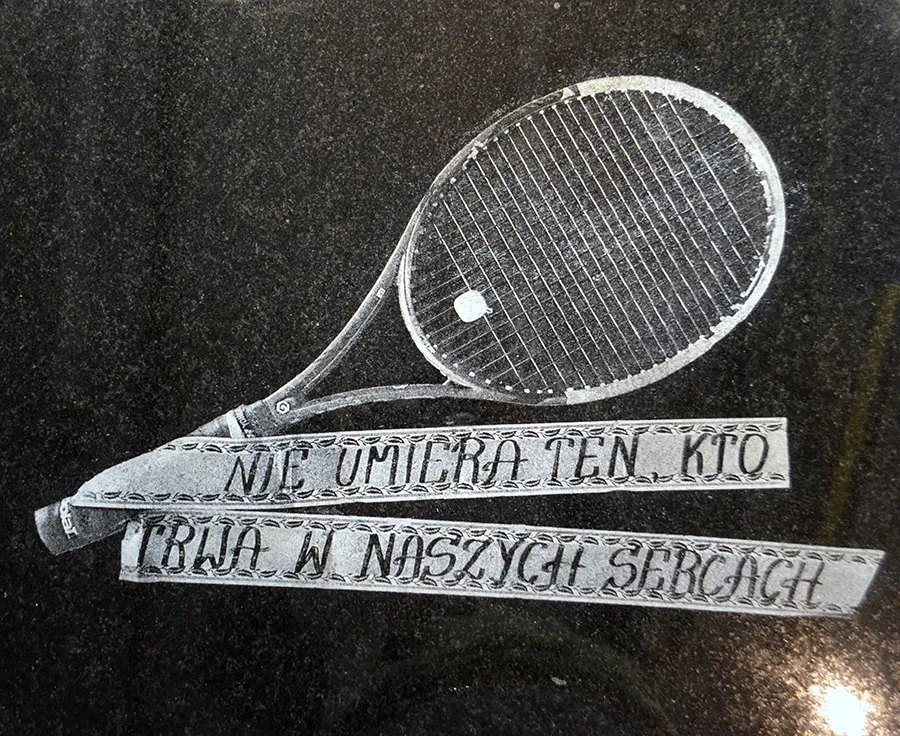 NIE UMIERA TEN KTO
TRWA W NASZYCH SERCACH